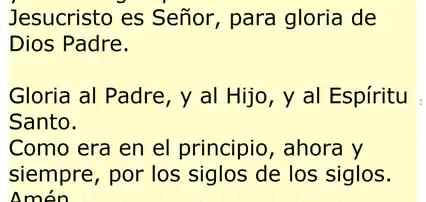 Jesucristo es Señor, para gloria de
Dios Padre.
Gloria al Padre, y al Hijo, y al Espíritu
Santo.
Como era en el principio, ahora y
siempre, por los siglos de los siglos.
Amén